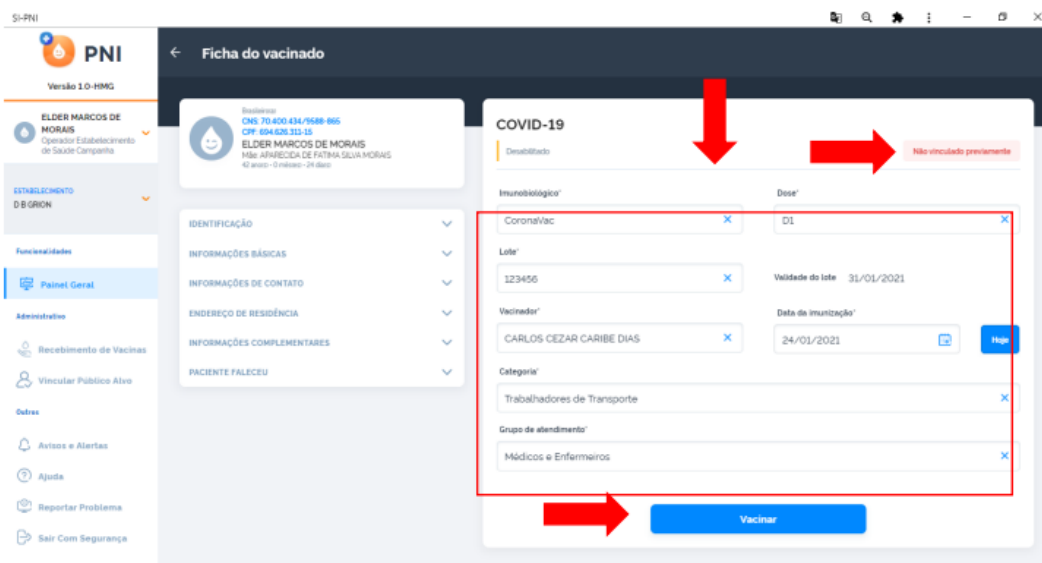 SI-PNI
PNI
Versão 1.0-HMG
ELDER MARCOS DE
MORAIS
Operador Estabelecimento
de Saúde Campanha
ESTABELECIMENTO
D B GRION
Funcionalidades
Painel Geral
Administrativo
Recebimento de Vacinas
Vincular Público Alvo
Outras
Avisos e Alertas
Ajuda
Reportar Problema
Sair Com Segurança
Ficha do vacinado
CNS: 70.400.434/9588-865
CPF: 694.626.311-15
ELDER MARCOS DE MORAIS
Mãe: APARECIDA DE FATIMA SILVA MORAIS
42 anos - 0 meses - 24 dias
IDENTIFICAÇÃO
INFORMAÇÕES BÁSICAS
INFORMAÇÕES DE CONTATO
ENDEREÇO DE RESIDÊNCIA
INFORMAÇÕES COMPLEMENTARES
PACIENTE FALECEU
COVID-19
Desabilitado
Não vinculado previamente
Imunobiológico* Dose*
CoronaVac D1
Lote*
123456 Validade do lote 31/01/2021
Vacinador* Data da imunização*
CARLOS CEZAR CARIBE DIAS 24/01/2021 Hoje
Categoria*
Trabalhadores de Transporte
Grupo de atendimento*
Médicos e Enfermeiros
Vacinar